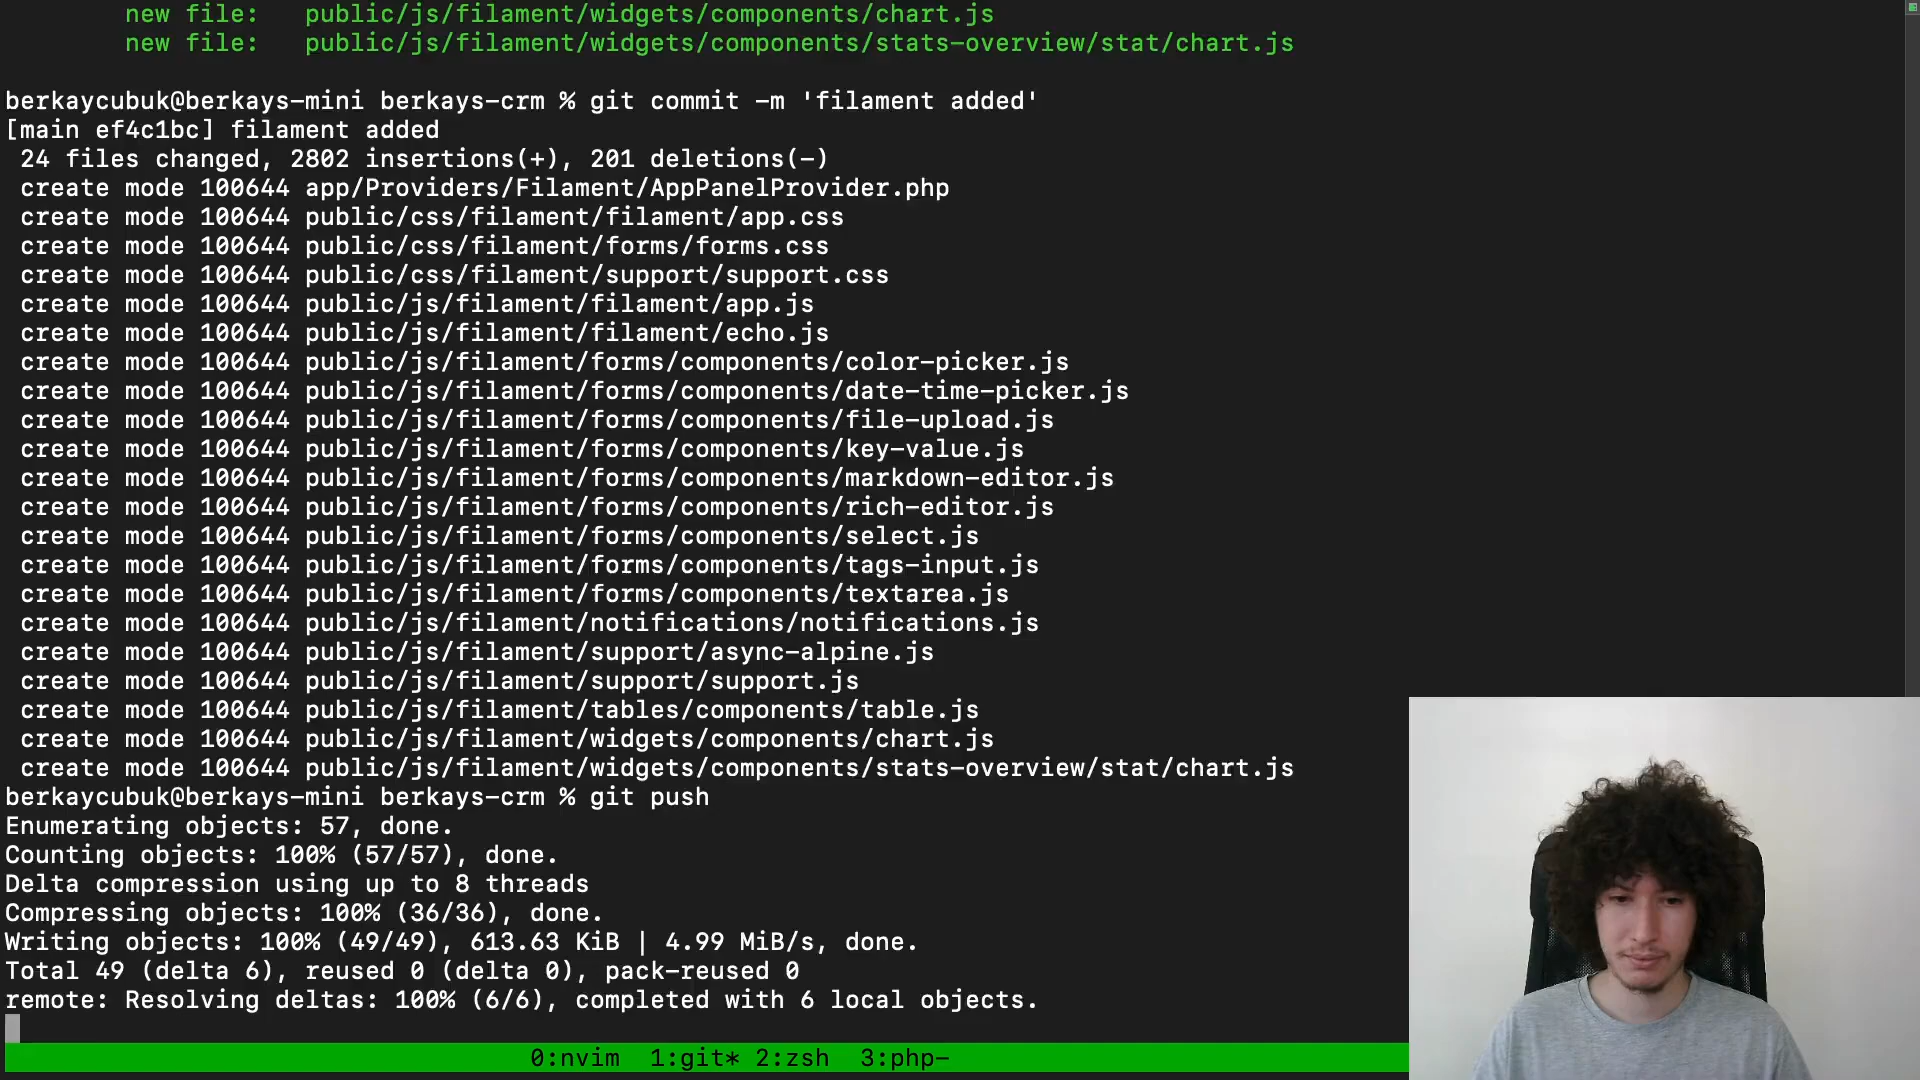 new file:   public/js/filament/widgets/components/chart.js
new file:   public/js/filament/widgets/components/stats-overview/stat/chart.js
berkaycubuk@berkays-mini berkays-crm % git commit -m 'filament added'
[main ef4c1bc] filament added
24 files changed, 2802 insertions(+), 201 deletions(-)
create mode 100644 app/Providers/Filament/AppPanelProvider.php
create mode 100644 public/css/filament/filament/app.css
create mode 100644 public/css/filament/forms/forms.css
create mode 100644 public/css/filament/support/support.css
create mode 100644 public/js/filament/filament/app.js
create mode 100644 public/js/filament/filament/echo.js
create mode 100644 public/js/filament/forms/components/color-picker.js
create mode 100644 public/js/filament/forms/components/date-time-picker.js
create mode 100644 public/js/filament/forms/components/file-upload.js
create mode 100644 public/js/filament/forms/components/key-value.js
create mode 100644 public/js/filament/forms/components/markdown-editor.js
create mode 100644 public/js/filament/forms/components/rich-editor.js
create mode 100644 public/js/filament/forms/components/select.js
create mode 100644 public/js/filament/forms/components/tags-input.js
create mode 100644 public/js/filament/forms/components/textarea.js
create mode 100644 public/js/filament/notifications/notifications.js
create mode 100644 public/js/filament/support/async-alpine.js
create mode 100644 public/js/filament/support/support.js
create mode 100644 public/js/filament/tables/components/table.js
create mode 100644 public/js/filament/widgets/components/chart.js
create mode 100644 public/js/filament/widgets/components/stats-overview/stat/chart.js
berkaycubuk@berkays-mini berkays-crm % git push
Enumerating objects: 57, done.
Counting objects: 100% (57/57), done.
Delta compression using up to 8 threads
Compressing objects: 100% (36/36), done.
Writing objects: 100% (49/49), 613.63 KiB | 4.99 MiB/s, done.
Total 49 (delta 6), reused 0 (delta 0), pack-reused 0
remote: Resolving deltas: 100% (6/6), completed with 6 local objects.
0:nvim  1:git* 2:zsh  3:php-